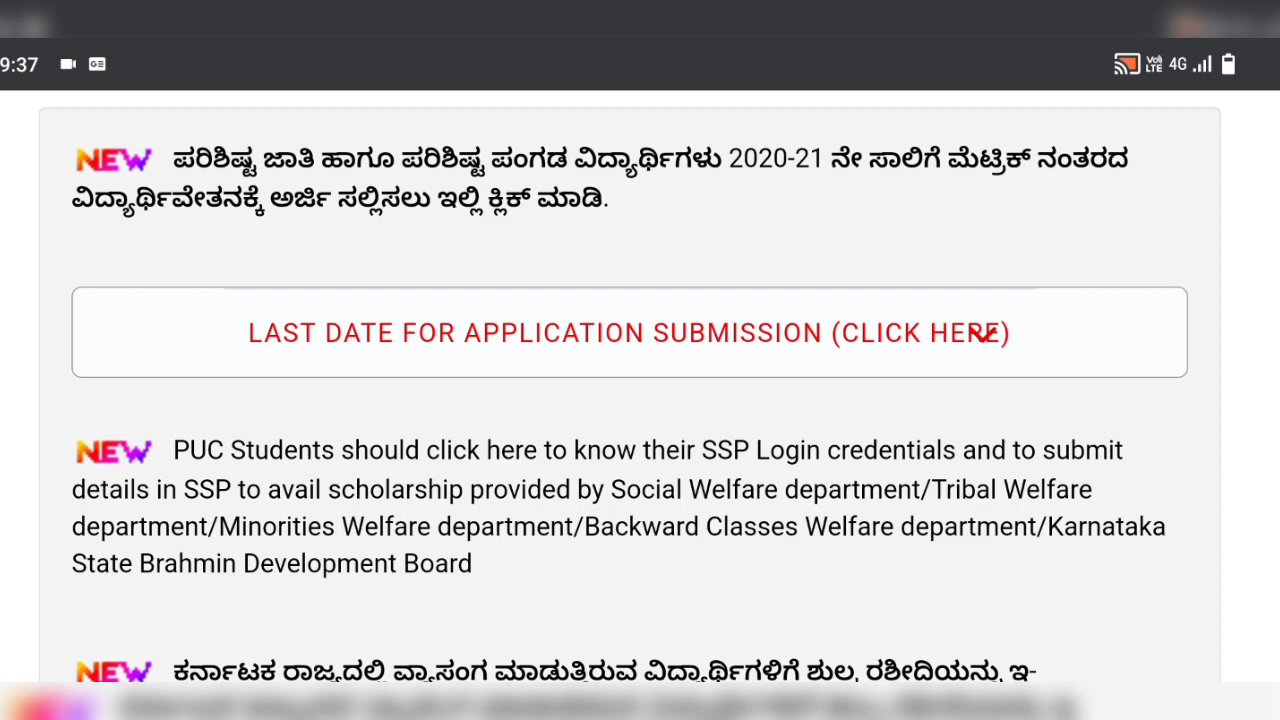 9:37 4G
NEW ಪರಿಶಿಷ್ಟ ಜಾತಿ ಹಾಗೂ ಪರಿಶಿಷ್ಟ ಪಂಗಡ ವಿದ್ಯಾರ್ಥಿಗಳು 2020-21 ನೇ ಸಾಲಿಗೆ ಮೆಟ್ರಿಕ್ ನಂತರದ
ವಿದ್ಯಾರ್ಥಿವೇತನಕ್ಕೆ ಅರ್ಜಿ ಸಲ್ಲಿಸಲು ಇಲ್ಲಿ ಕ್ಲಿಕ್ ಮಾಡಿ.
LAST DATE FOR APPLICATION SUBMISSION (CLICK HERE)
NEW PUC Students should click here to know their SSP Login credentials and to submit
details in SSP to avail scholarship provided by Social Welfare department/Tribal Welfare
department/Minorities Welfare department/Backward Classes Welfare department/Karnataka
State Brahmin Development Board
NEW ಕರ್ನಾಟಕ ರಾಜ್ಯದಲ್ಲಿ ವ್ಯಾಸಂಗ ಮಾಡುತ್ತಿರುವ ವಿದ್ಯಾರ್ಥಿಗಳಿಗೆ ಶುಲ್ಕ ರಶೀದಿಯನ್ನು ಇ-